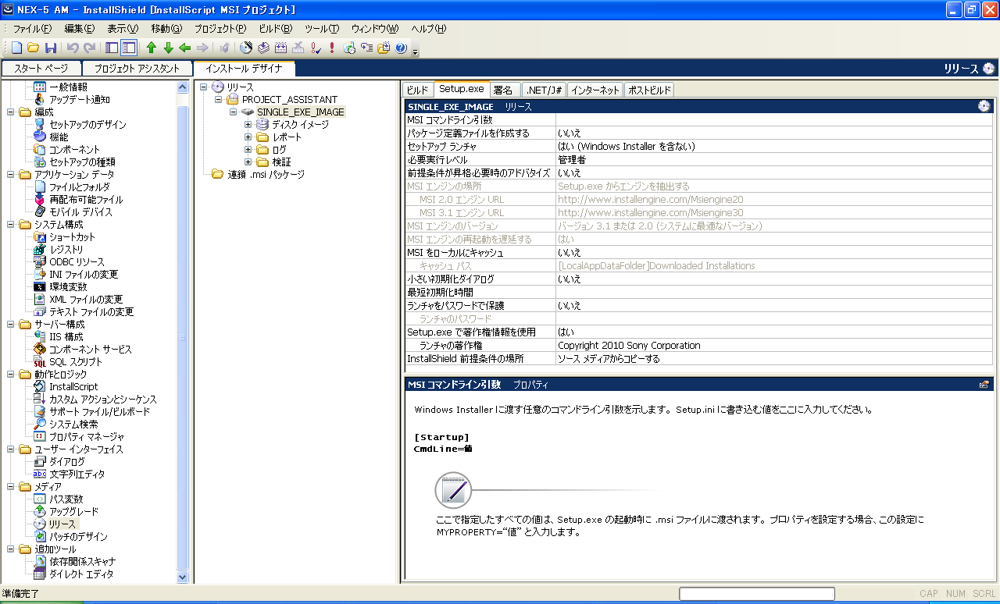 NEX-5 AM - InstallShield [InstallScript MSI プロジェクト]
ファイル(F) 編集(E) 表示(V) 移動(G) プロジェクト(P) ビルド(B) ツール(T) ウィンドウ(W) ヘルプ(H)
スタート ページ プロジェクト アシスタント インストール デザイナ リリース
一般情報
アップデート通知
編成
セットアップのデザイン
機能
コンポーネント
セットアップの種類
アプリケーション データ
ファイルとフォルダ
再配布可能ファイル
モバイル デバイス
システム構成
ショートカット
レジストリ
ODBC リソース
INI ファイルの変更
環境変数
XML ファイルの変更
テキスト ファイルの変更
サーバー構成
IIS 構成
コンポーネント サービス
SQL スクリプト
動作とロジック
InstallScript
カスタム アクションとシーケンス
サポート ファイル/ビルボード
システム検索
プロパティ マネージャ
ユーザー インターフェイス
ダイアログ
文字列エディタ
メディア
パス変数
アップグレード
リリース
パッチのデザイン
追加ツール
依存関係スキャナ
ダイレクト エディタ
リリース
PROJECT_ASSISTANT
SINGLE_EXE_IMAGE
ディスク イメージ
レポート
ログ
検証
連鎖 .msi パッケージ
ビルド Setup.exe 署名 .NET/J# インターネット ポストビルド
SINGLE_EXE_IMAGE リリース
MSI コマンドライン引数
パッケージ定義ファイルを作成する いいえ
セットアップ ランチャ はい (Windows Installer を含ない)
必要実行レベル 管理者
前提条件が昇格必要時のアドバタイズ いいえ
MSI エンジンの場所 Setup.exe からエンジンを抽出する
MSI 2.0 エンジン URL http://www.installengine.com/Msiengine20
MSI 3.1 エンジン URL http://www.installengine.com/Msiengine30
MSI エンジンのバージョン バージョン 3.1 または 2.0 (システムに最適なバージョン)
MSI エンジンの再起動を遅延する はい
MSI をローカルにキャッシュ いいえ
キャッシュ パス [LocalAppDataFolder]Downloaded Installations
小さい初期化ダイアログ いいえ
最短初期化時間
ランチャをパスワードで保護 いいえ
ランチャのパスワード
Setup.exe で著作権情報を使用 はい
ランチャの著作権 Copyright 2010 Sony Corporation
InstallShield 前提条件の場所 ソース メディアからコピーする
MSI コマンドライン引数 プロパティ
Windows Installer に渡す任意のコマンドライン引数を示します。 Setup.ini に書き込む値をここに入力してください。
[Startup]
CmdLine=値
ここで指定したすべての値は、Setup.exe の起動時に .msi ファイルに渡されます。プロパティを設定する場合、この設定に
MYPROPERTY=“値” と入力します。
準備完了 CAP NUM SCRL